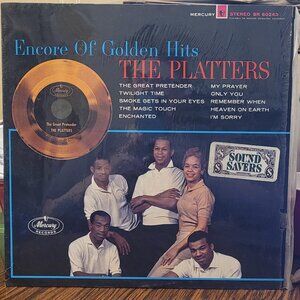 MERCURY STEREO SR 60243
Encore Of Golden Hits
THE PLATTERS
THE GREAT PRETENDER
TWILIGHT TIME
SMOKE GETS IN YOUR EYES
THE MAGIC TOUCH
ENCHANTED
MY PRAYER
ONLY YOU
REMEMBER WHEN
HEAVEN ON EARTH
I'M SORRY
The Great Pretender
THE PLATTERS
SOUND
SAVERS
Mercury
RECORDS